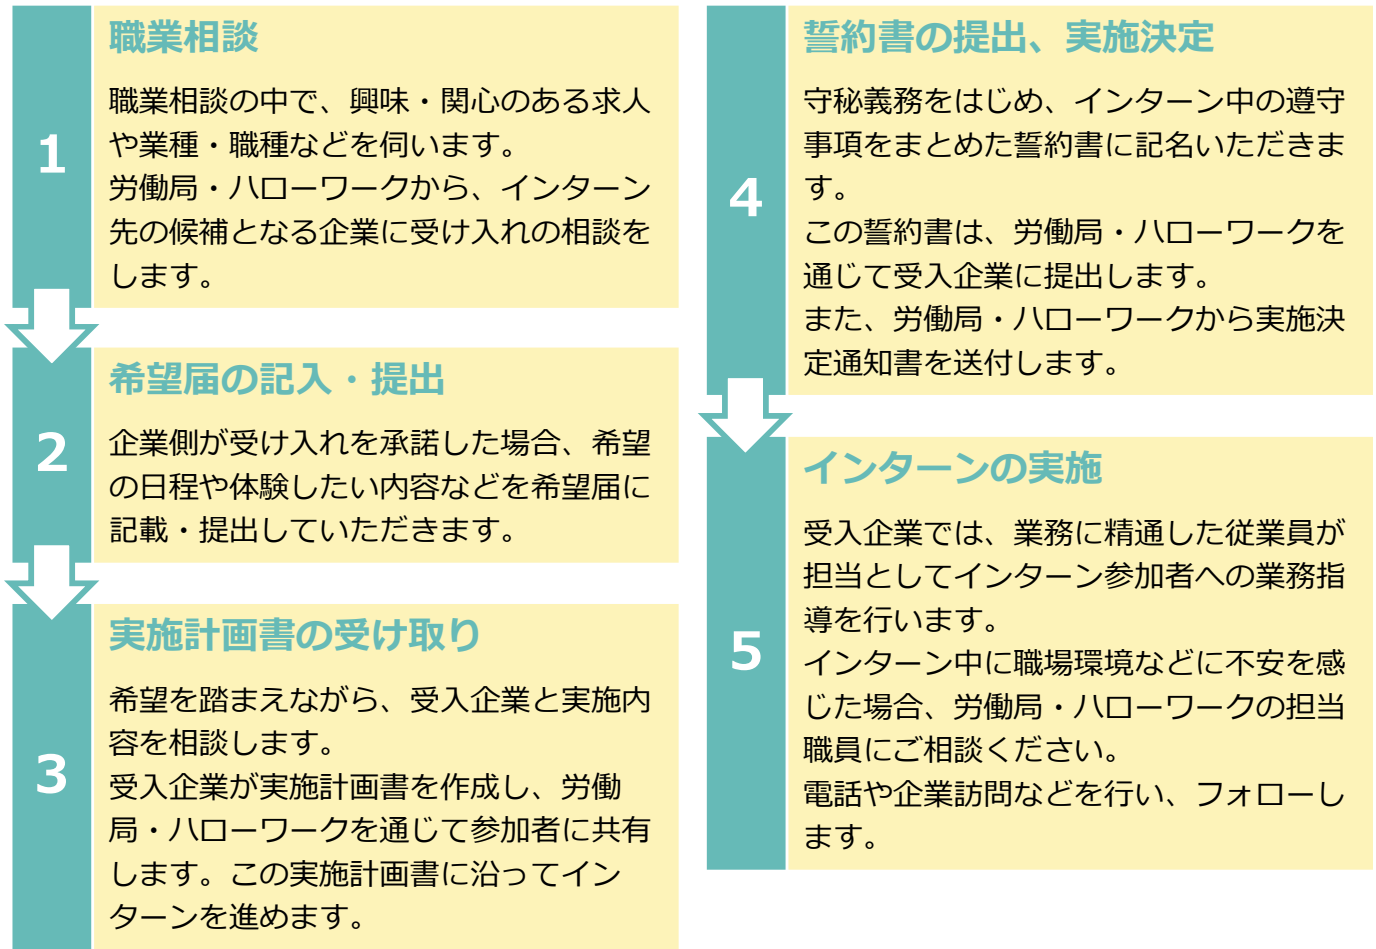 1
職業相談
職業相談の中で、興味・関心のある求人
や業種・職種などを伺います。
労働局・ハローワークから、インターン
先の候補となる企業に受け入れの相談を
します。
2
希望届の記入・提出
企業側が受け入れを承諾した場合、希望
の日程や体験したい内容などを希望届に
記載・提出していただきます。
3
実施計画書の受け取り
希望を踏まえながら、受入企業と実施内
容を相談します。
受入企業が実施計画書を作成し、労働
局・ハローワークを通じて参加者に共有
します。この実施計画書に沿ってイン
ターンを進めます。
4
誓約書の提出、実施決定
守秘義務をはじめ、インターン中の遵守
事項をまとめた誓約書に記名いただきま
す。
この誓約書は、労働局・ハローワークを
通じて受入企業に提出します。
また、労働局・ハローワークから実施決
定通知書を送付します。
5
インターンの実施
受入企業では、業務に精通した従業員が
担当としてインターン参加者への業務指
導を行います。
インターン中に職場環境などに不安を感
じた場合、労働局・ハローワークの担当
職員にご相談ください。
電話や企業訪問などを行い、フォローし
ます。